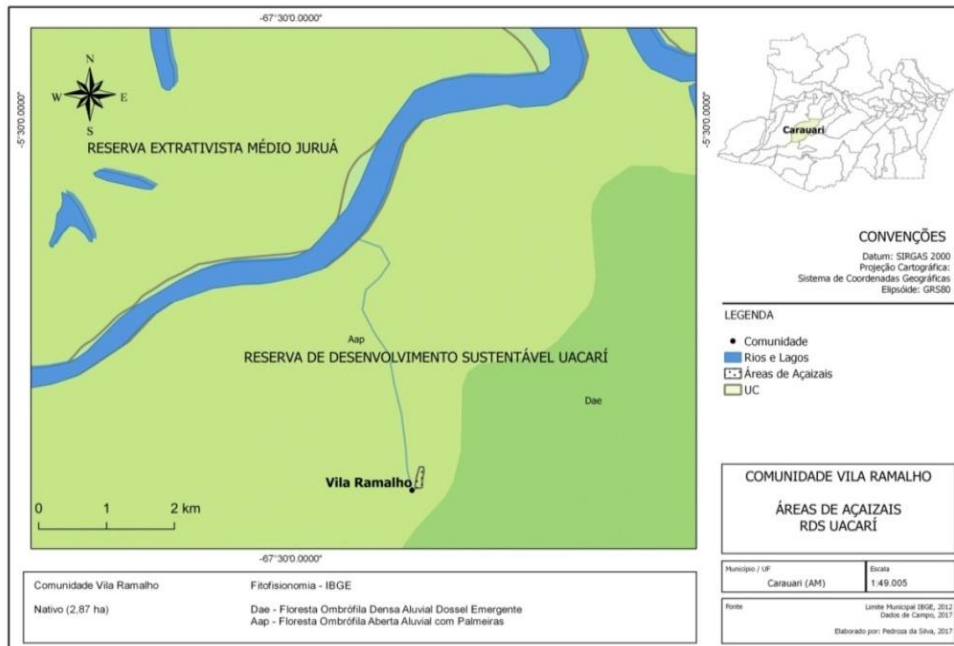 -67°30'0.0000"
-5°30'0.0000"
-5°30'0.0000"
N
W E
S
RESERVA EXTRATIVISTA MÉDIO JURUÁ
Aap
RESERVA DE DESENVOLVIMENTO SUSTENTÁVEL UACARÍ
Dae
Vila Ramalho
0 1 2 km
-67°30'0.0000"
Carauari
CONVENÇÕES
Datum: SIRGAS 2000
Projeção Cartográfica:
Sistema de Coordenadas Geográficas
Elipsóide: GRS80
LEGENDA
Comunidade
Rios e Lagos
Áreas de Açaizais
UC
COMUNIDADE VILA RAMALHO
ÁREAS DE AÇAIZAIS
RDS UACARÍ
Município / UF
Carauari (AM)
Escala
1:49.005
Fonte
Limite Municipal IBGE, 2012
Dados de Campo, 2017
Elaborado por: Pedroza da Silva, 2017
Comunidade Vila Ramalho
Nativo (2,87 ha)
Fitofisionomia - IBGE
Dae - Floresta Ombrófila Densa Aluvial Dossel Emergente
Aap - Floresta Ombrófila Aberta Aluvial com Palmeiras